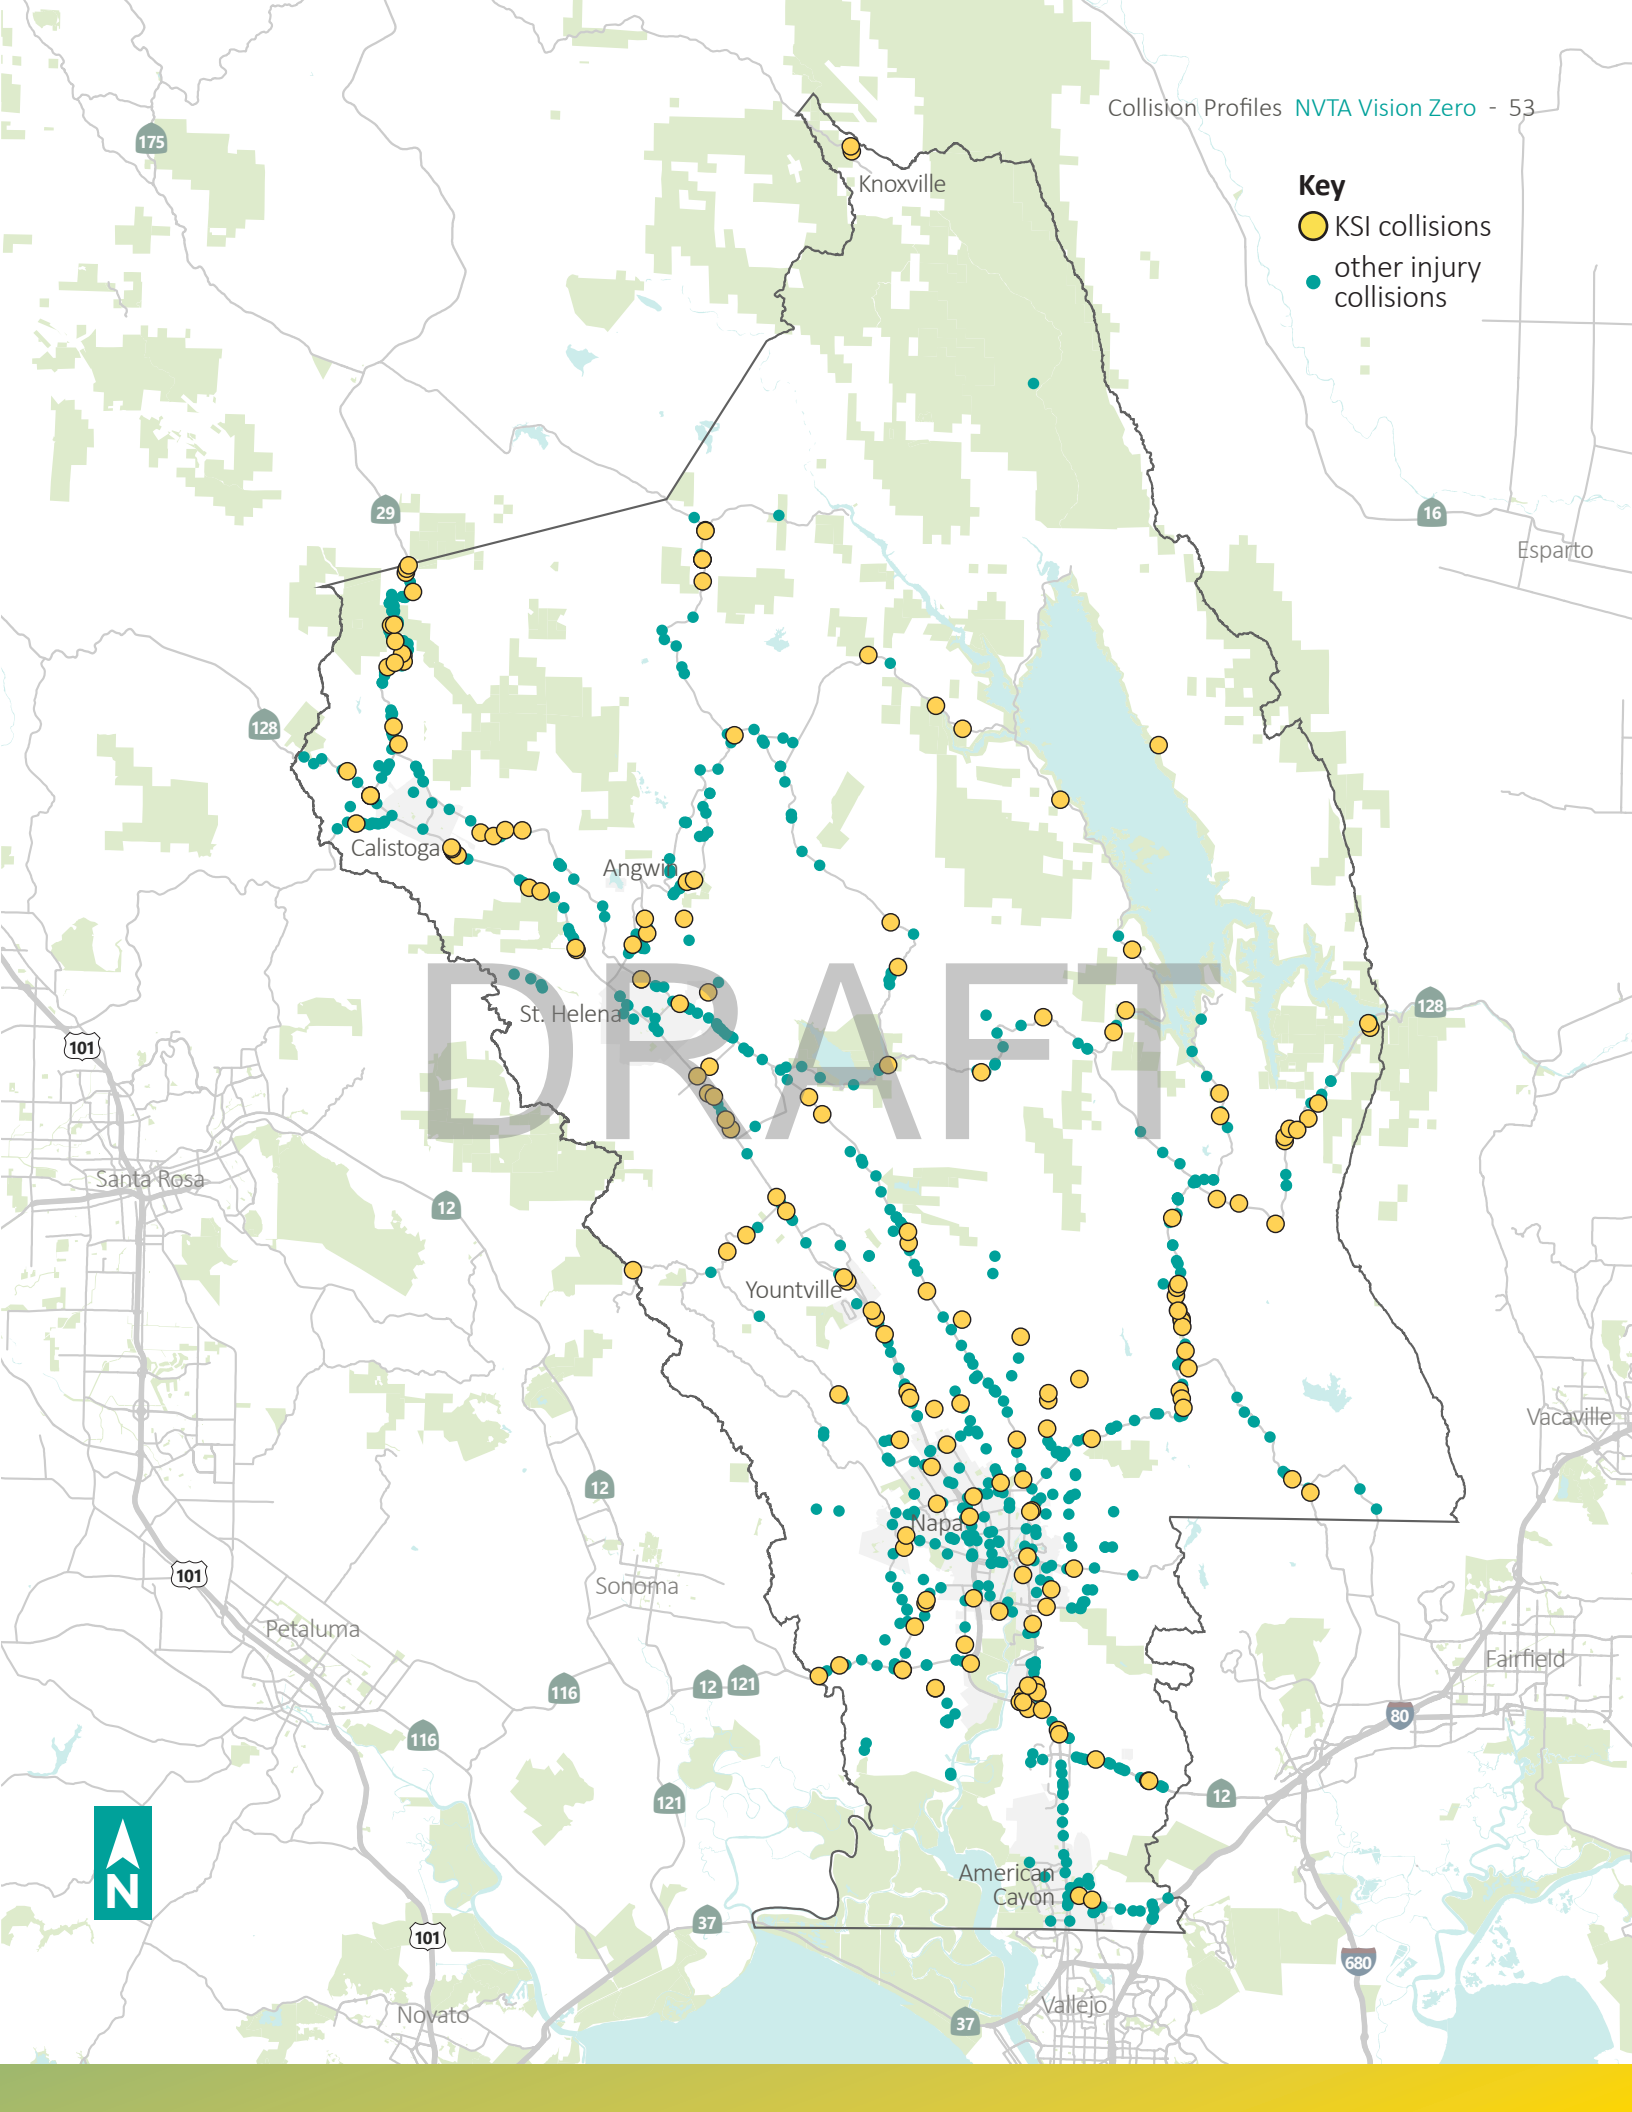 Collision Profiles NVTA Vision Zero - 53
175
Knoxville
Key
KSI collisions
other injury
collisions
29
16
Esparto
128
Calistoga
Angwin
DRAFT
St. Helena
128
101
Santa Rosa
12
Yountville
Vacaville
12
Napa
101
Sonoma
Petaluma
Fairfield
116
12
121
80
116
121
12
N
American
Cayon
37
101
680
Novato
Vallejo
37